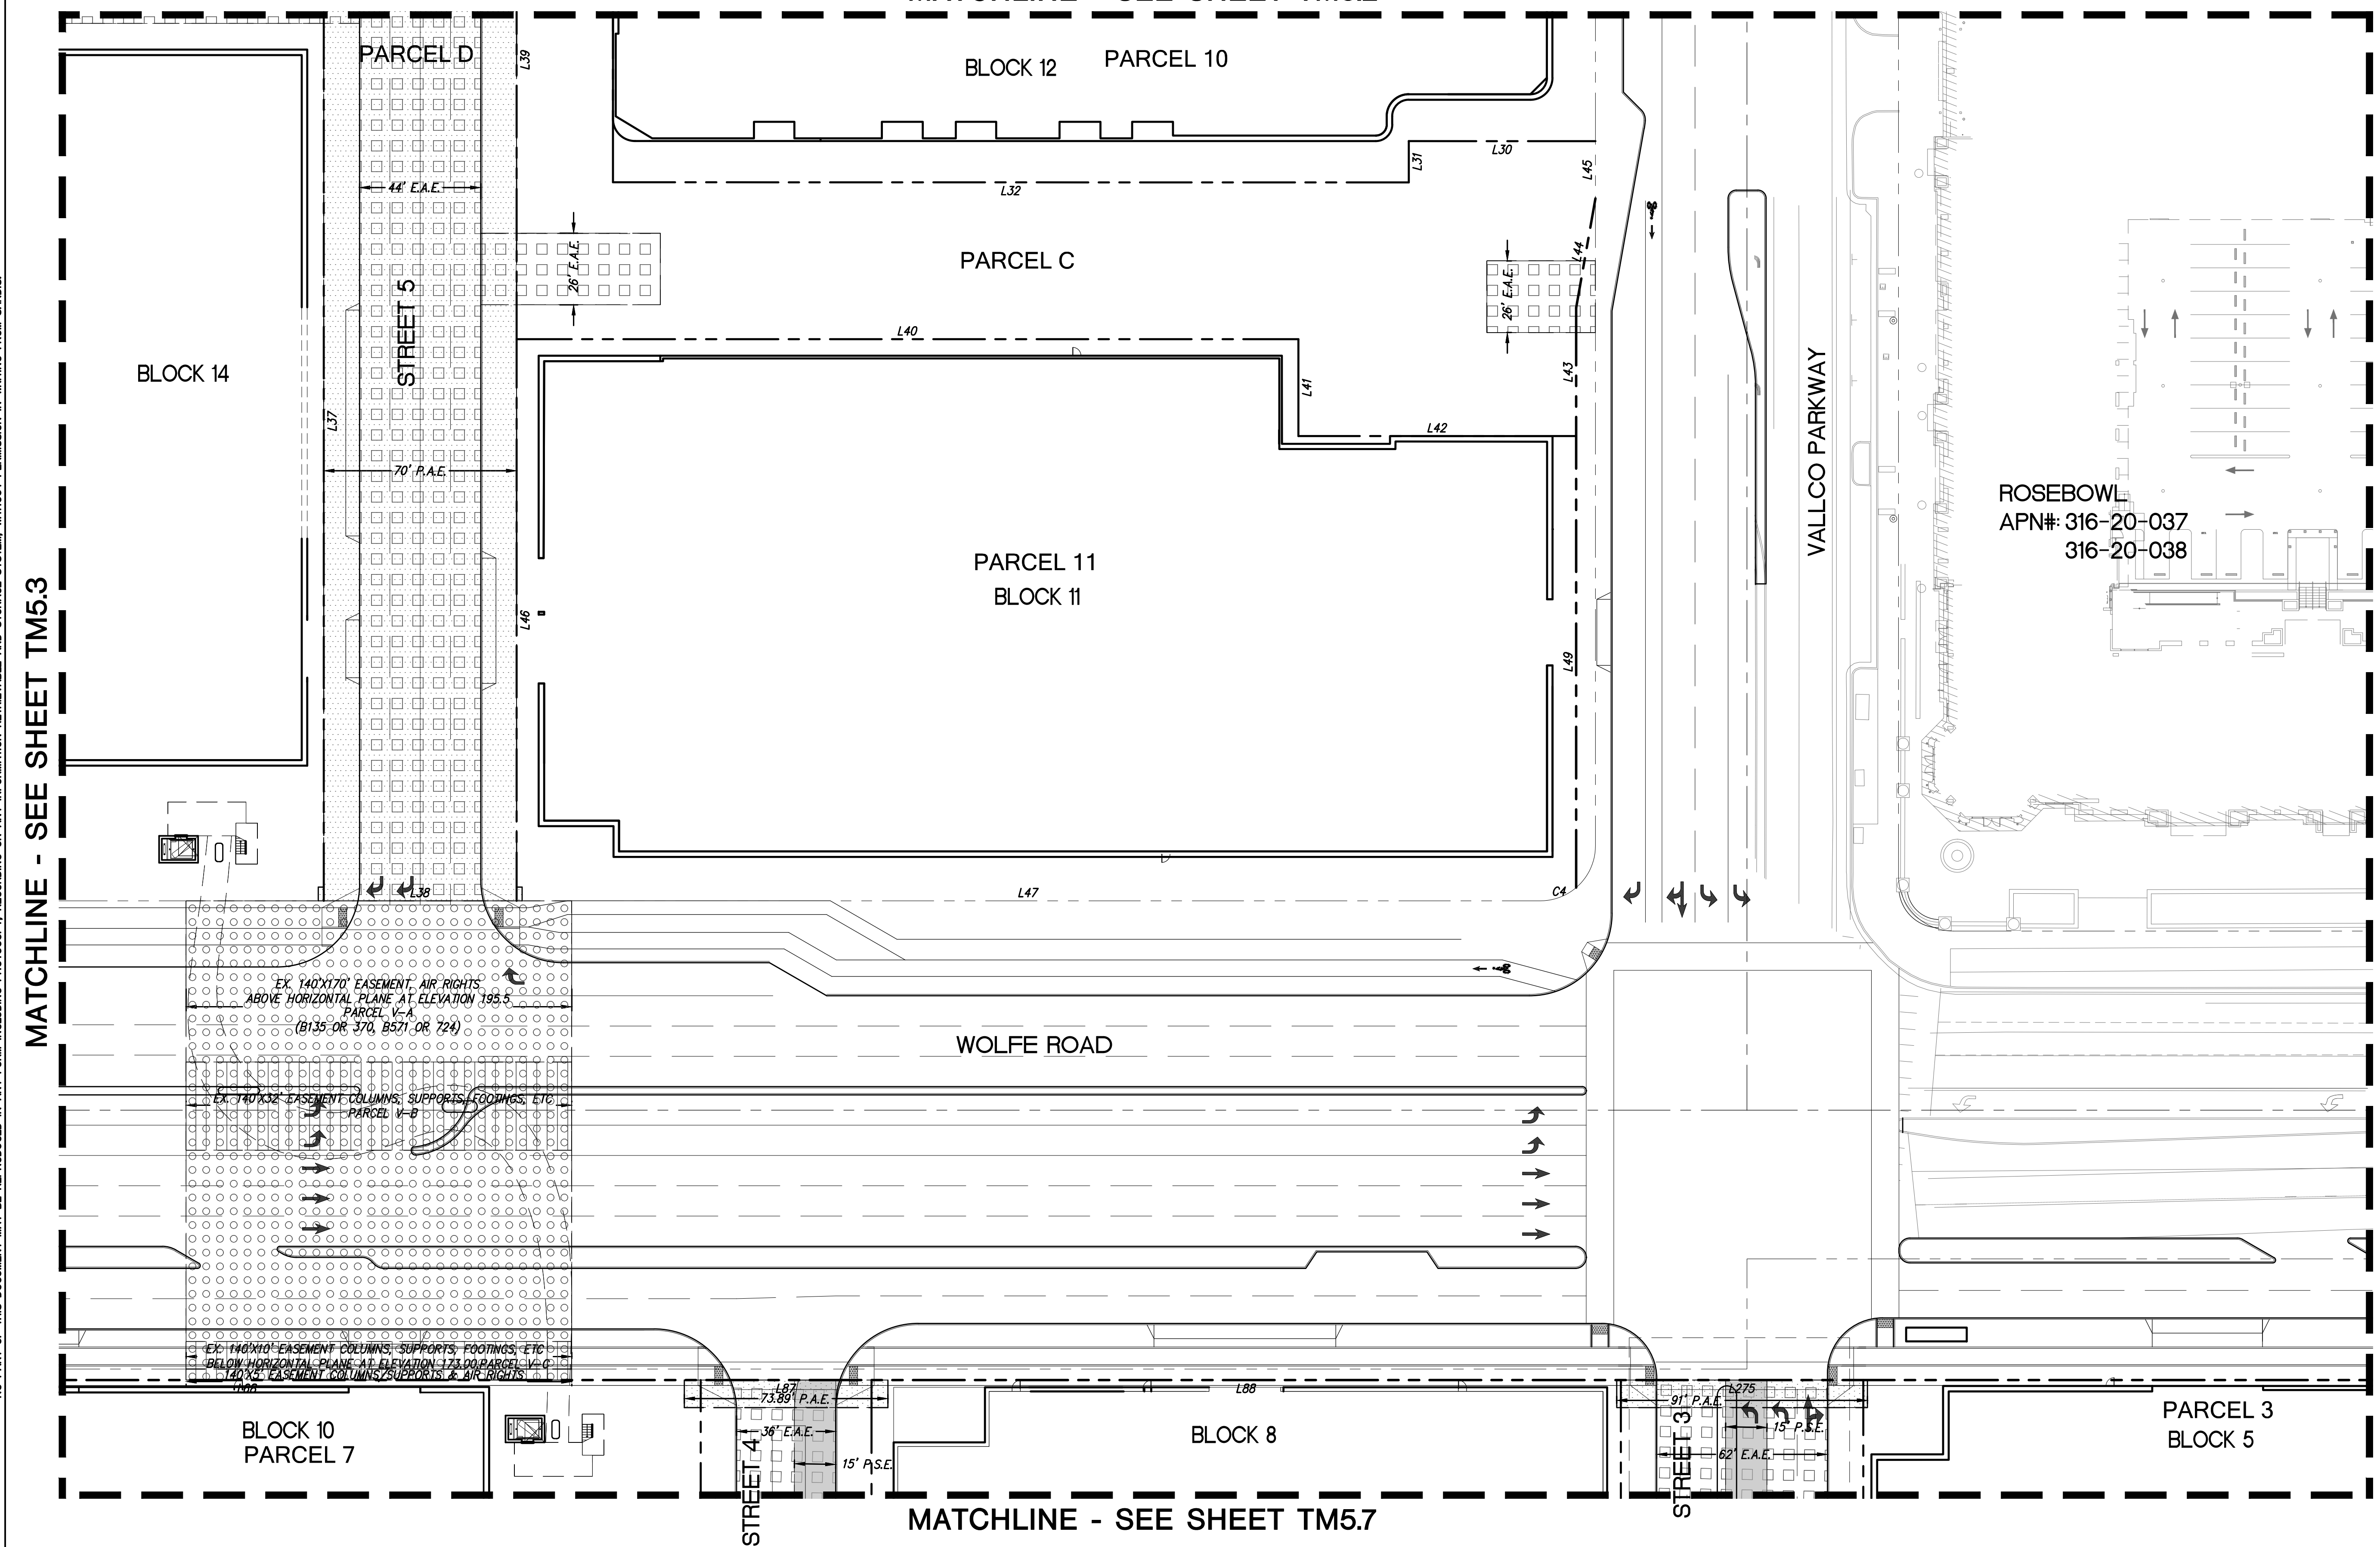 PARCEL D
L39
BLOCK 12
PARCEL 10
L31
L30
L45
L32
44' E.A.E.
26' E.A.E.
PARCEL C
L44
26' E.A.E.
STREET 5
L40
L43
L41
VALLCO PARKWAY
BLOCK 14
L37
L42
70' P.A.E.
ROSEBOWL
APN#: 316-20-037
316-20-038
PARCEL 11
BLOCK 11
L46
L49
MATCHLINE - SEE SHEET TM5.3
L38
L47
C4
EX. 140'X170' EASEMENT, AIR RIGHTS
ABOVE HORIZONTAL PLANE AT ELEVATION 195.5
PARCEL V-A
(B135 OR 370, B571 OR 724)
WOLFE ROAD
EX. 140'X32' EASEMENT COLUMNS, SUPPORTS, FOOTINGS, ETC
PARCEL V-B
EX. 140'X10' EASEMENT COLUMNS, SUPPORTS, FOOTINGS, ETC
BELOW HORIZONTAL PLANE AT ELEVATION 173.00 PARCEL V-C
140'X5' EASEMENT COLUMNS/SUPPORTS & AIR RIGHTS
L87
73.89' P.A.E.
L88
L275
91' P.A.E.
BLOCK 10
PARCEL 7
36' E.A.E.
15' P.S.E.
STREET 4
BLOCK 8
15' P.S.E.
62' E.A.E.
STREET 3
PARCEL 3
BLOCK 5
MATCHLINE - SEE SHEET TM5.7